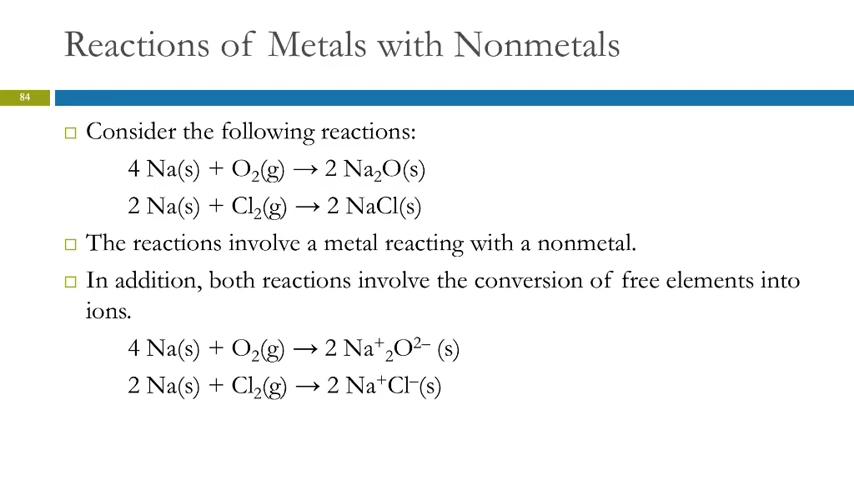 Reactions of Metals with Nonmetals
84
Consider the following reactions:
4 Na(s) + O₂(g) → 2 Na₂O(s)
2 Na(s) + Cl₂(g) → 2 NaCl(s)
The reactions involve a metal reacting with a nonmetal.
In addition, both reactions involve the conversion of free elements into
ions.
4 Na(s) + O₂(g) → 2 Na⁺₂O²⁻ (s)
2 Na(s) + Cl₂(g) → 2 Na⁺Cl⁻(s)